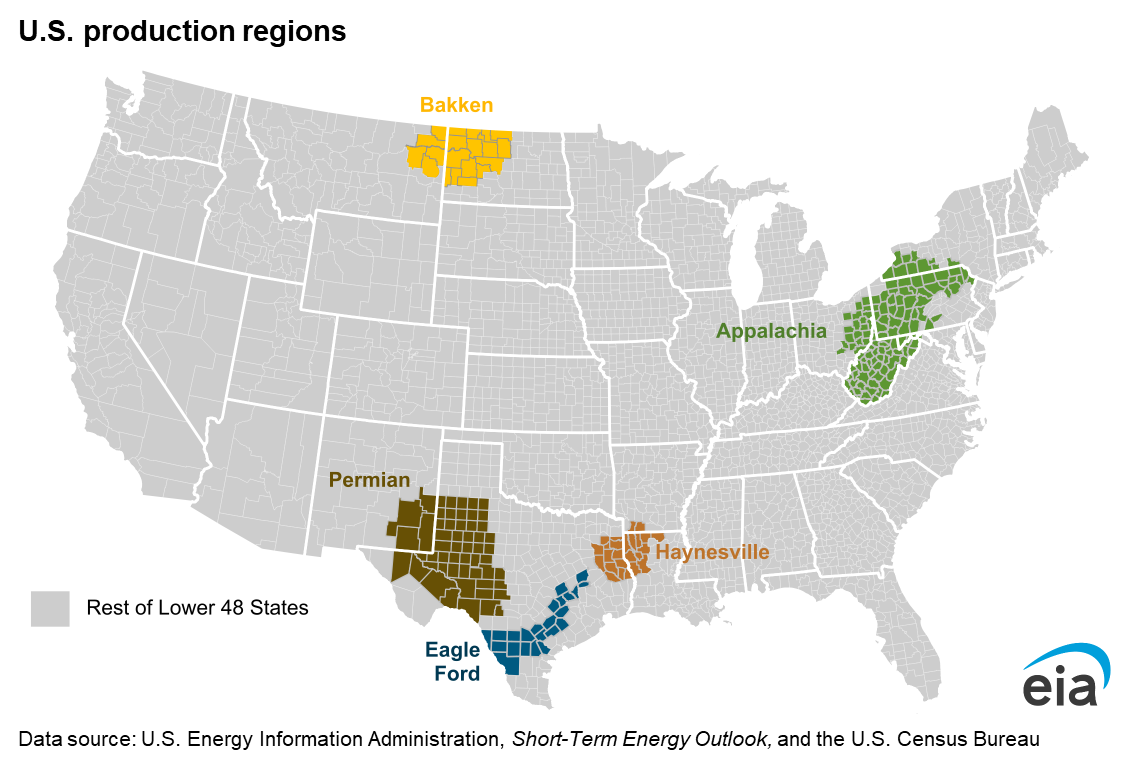 U.S. production regions
Bakken
Appalachia
Permian
Haynesville
Rest of Lower 48 States
Eagle
Ford
eia
Data source: U.S. Energy Information Administration, Short-Term Energy Outlook, and the U.S. Census Bureau